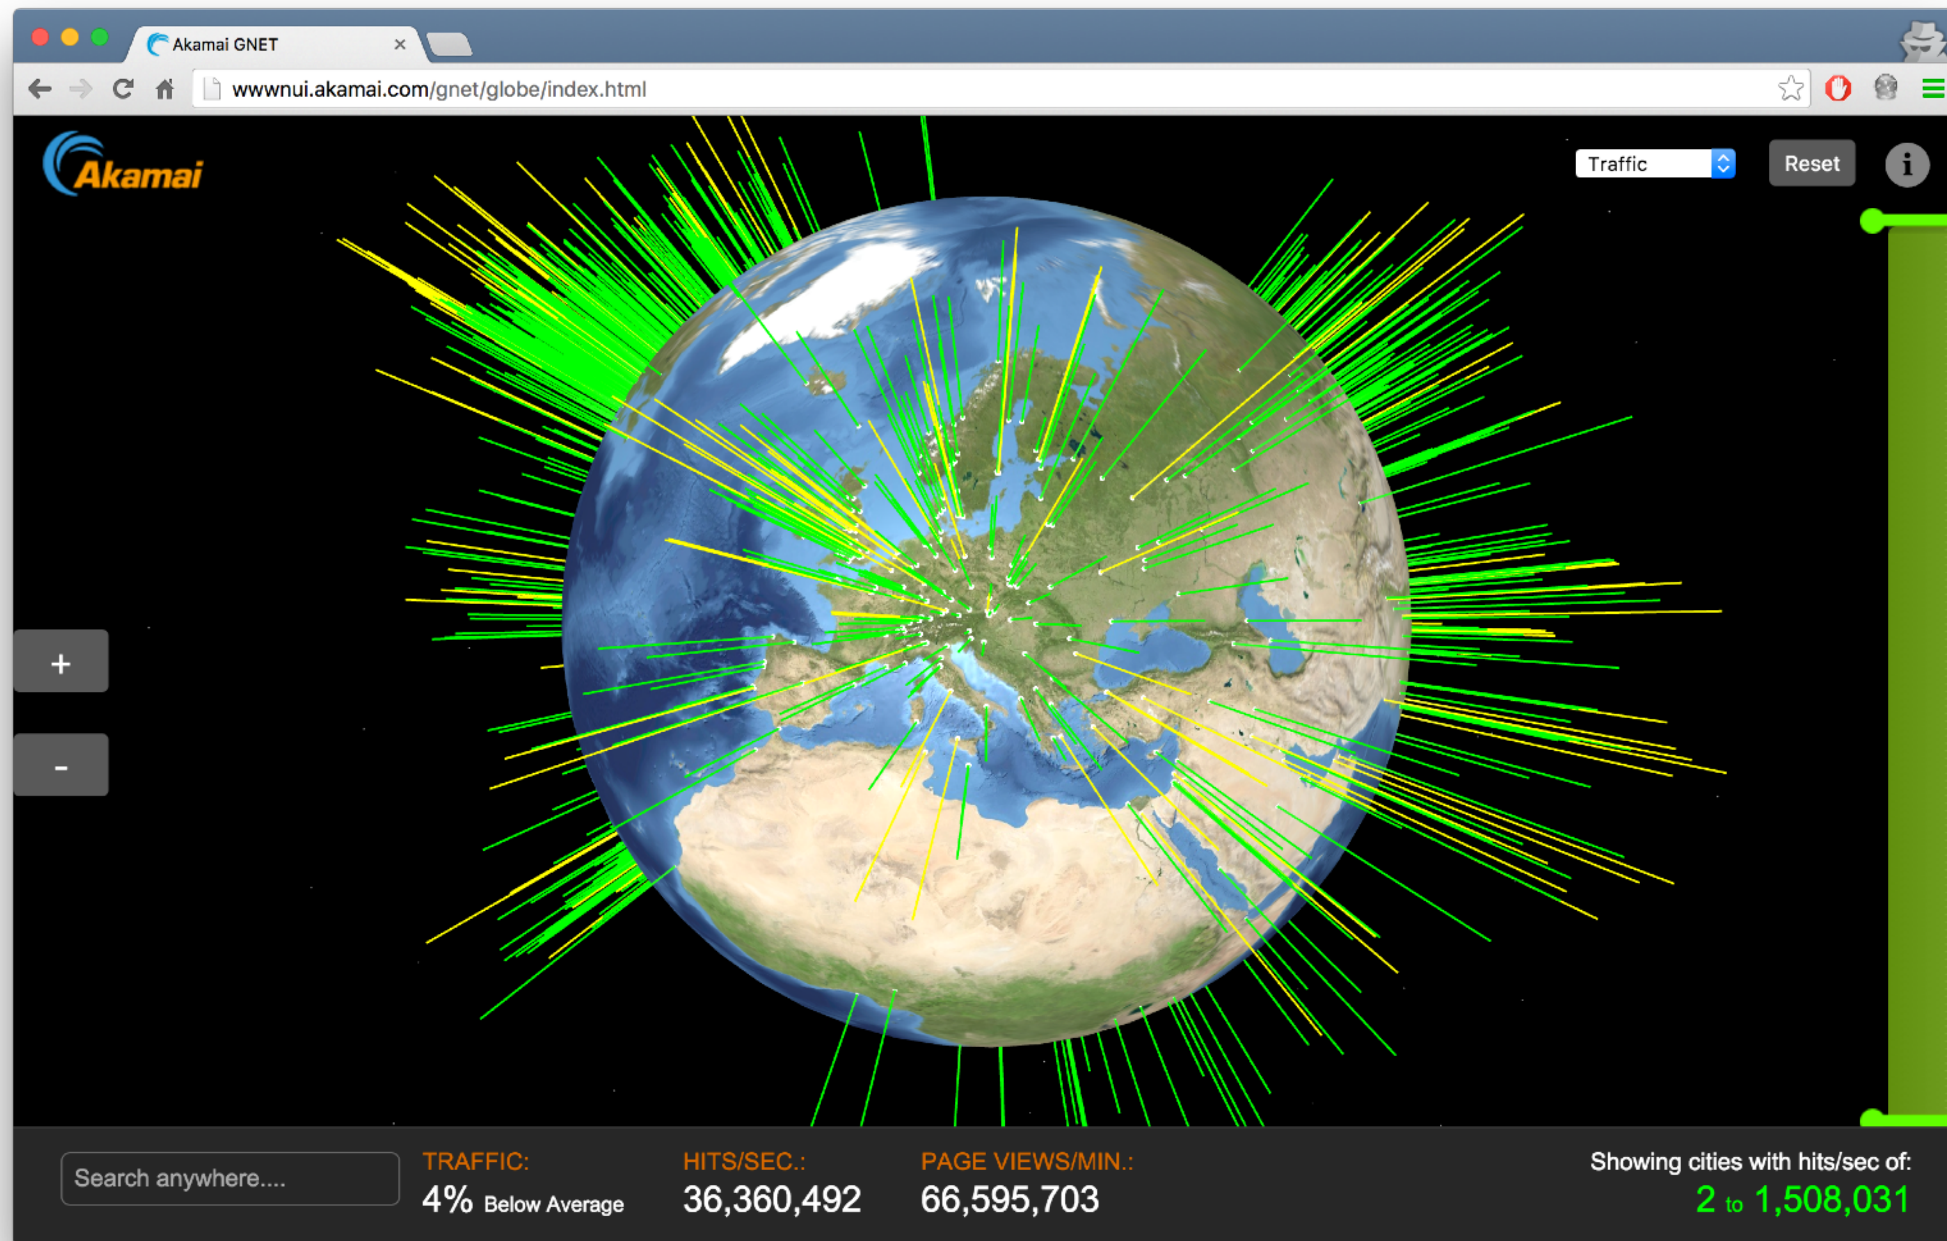 Akamai GNET
wwwnui.akamai.com/gnet/globe/index.html
Akamai
Traffic
Reset
i
+
-
Search anywhere....
TRAFFIC:
4% Below Average
HITS/SEC.:
36,360,492
PAGE VIEWS/MIN.:
66,595,703
Showing cities with hits/sec of:
2 to 1,508,031